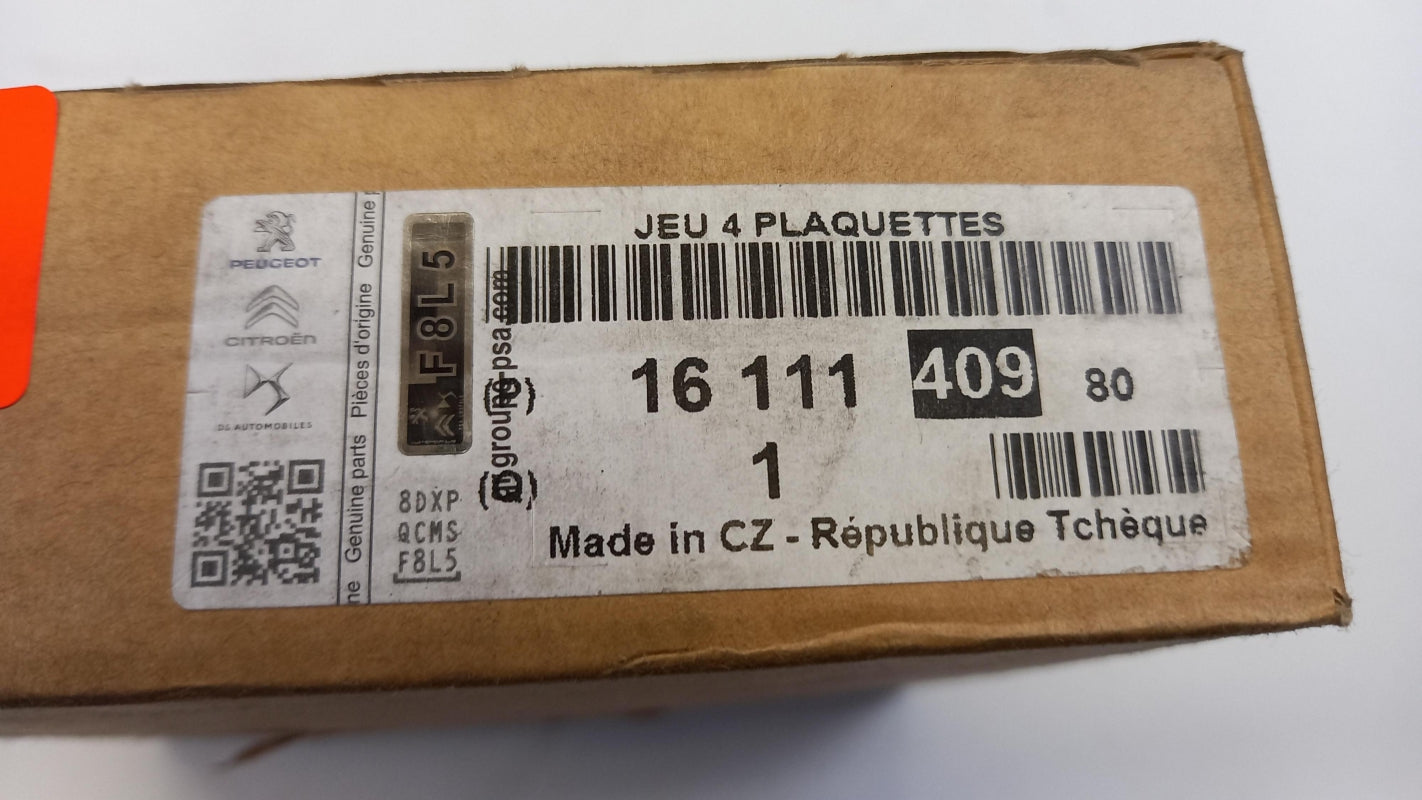 PEUGEOT
CITROËN
DS AUTOMOBILES
Genuine parts Pièces d'origine Genuine
F8L5
8DXP
QCMS
F8L5
groupe-psa.com
JEU 4 PLAQUETTES
16 111 409 80
1
Made in CZ - République Tchèque